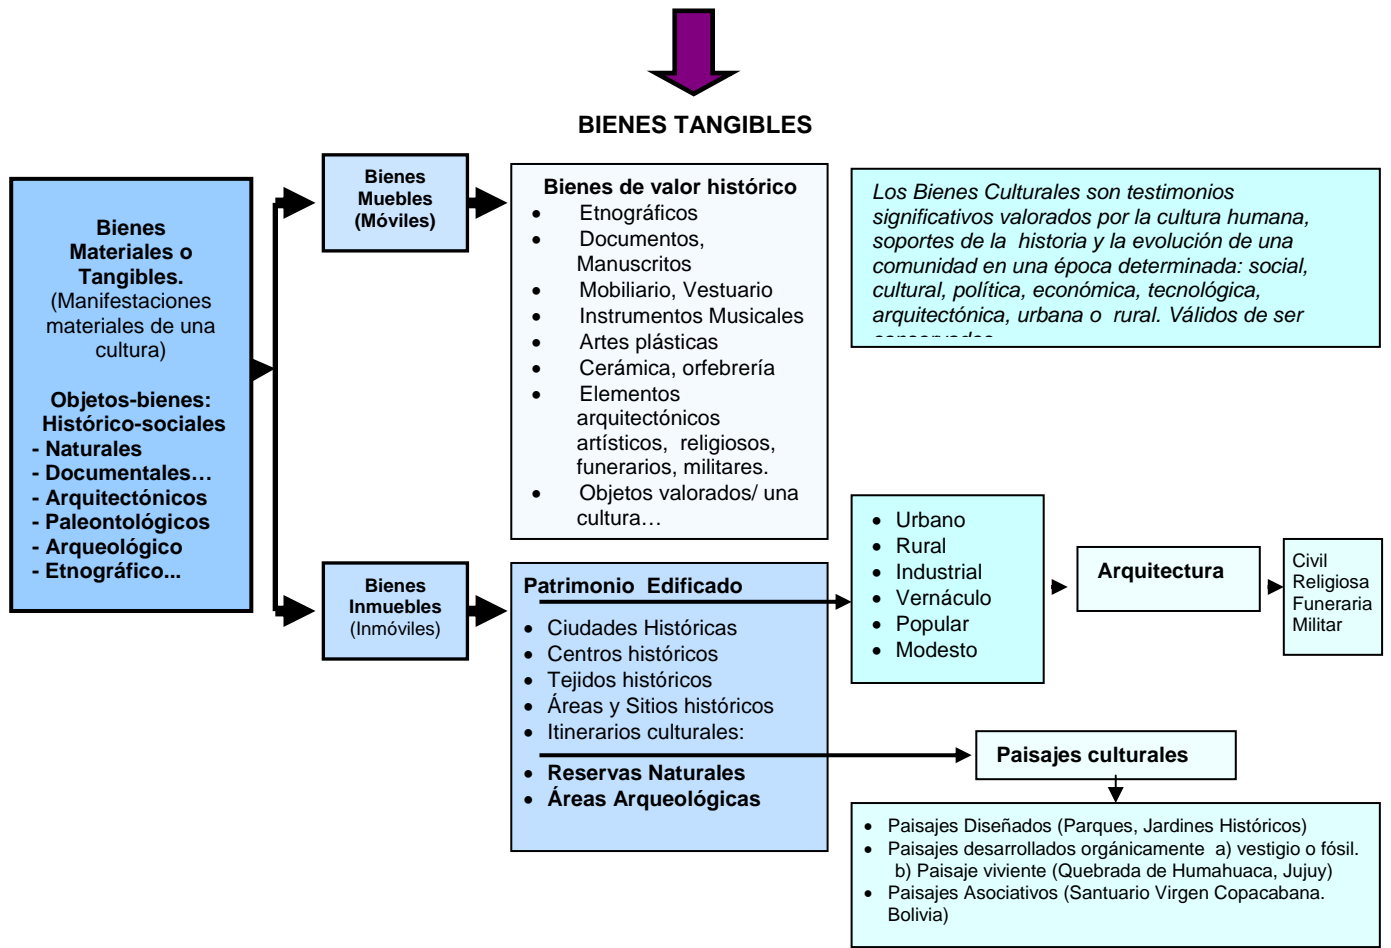 BIENES TANGIBLES
Bienes
Materiales o
Tangibles.
(Manifestaciones
materiales de una
cultura)
Objetos-bienes:
Histórico-sociales
- Naturales
- Documentales…
- Arquitectónicos
- Paleontológicos
- Arqueológico
- Etnográfico...
Bienes
Muebles
(Móviles)
Bienes de valor histórico
• Etnográficos
• Documentos,
Manuscritos
• Mobiliario, Vestuario
• Instrumentos Musicales
• Artes plásticas
• Cerámica, orfebrería
• Elementos
arquitectónicos
artísticos, religiosos,
funerarios, militares.
• Objetos valorados/ una
cultura…
Los Bienes Culturales son testimonios
significativos valorados por la cultura humana,
soportes de la historia y la evolución de una
comunidad en una época determinada: social,
cultural, política, económica, tecnológica,
arquitectónica, urbana o rural. Válidos de ser
Bienes
Inmuebles
(Inmóviles)
Patrimonio Edificado
• Ciudades Históricas
• Centros históricos
• Tejidos históricos
• Áreas y Sitios históricos
• Itinerarios culturales:
• Reservas Naturales
• Áreas Arqueológicas
• Urbano
• Rural
• Industrial
• Vernáculo
• Popular
• Modesto
Arquitectura
Civil
Religiosa
Funeraria
Militar
Paisajes culturales
• Paisajes Diseñados (Parques, Jardines Históricos)
• Paisajes desarrollados orgánicamente a) vestigio o fósil.
b) Paisaje viviente (Quebrada de Humahuaca, Jujuy)
• Paisajes Asociativos (Santuario Virgen Copacabana.
Bolivia)